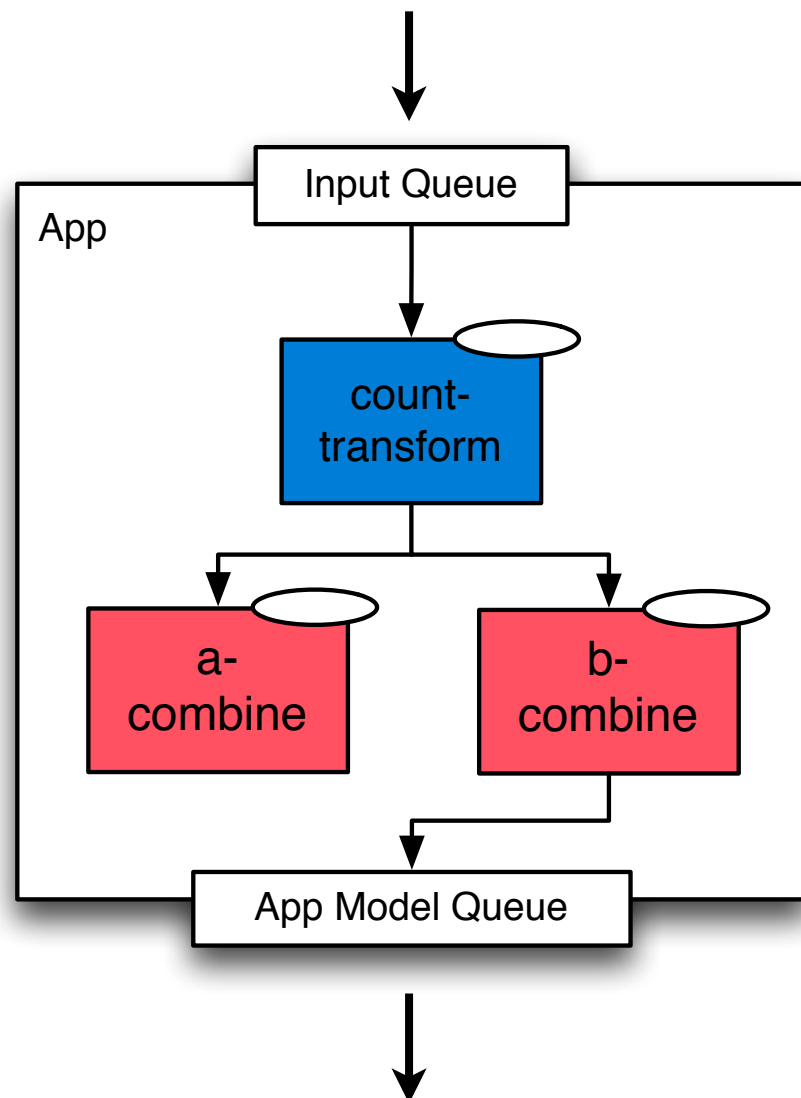 Input Queue
App
count-
transform
a-
combine
b-
combine
App Model Queue